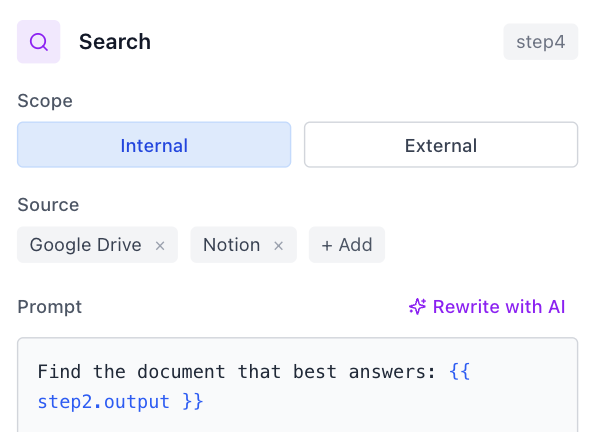 Search
step4
Scope
Internal
External
Source
Google Drive ×
Notion ×
+ Add
Prompt
Rewrite with AI
Find the document that best answers: {{
step2.output }}